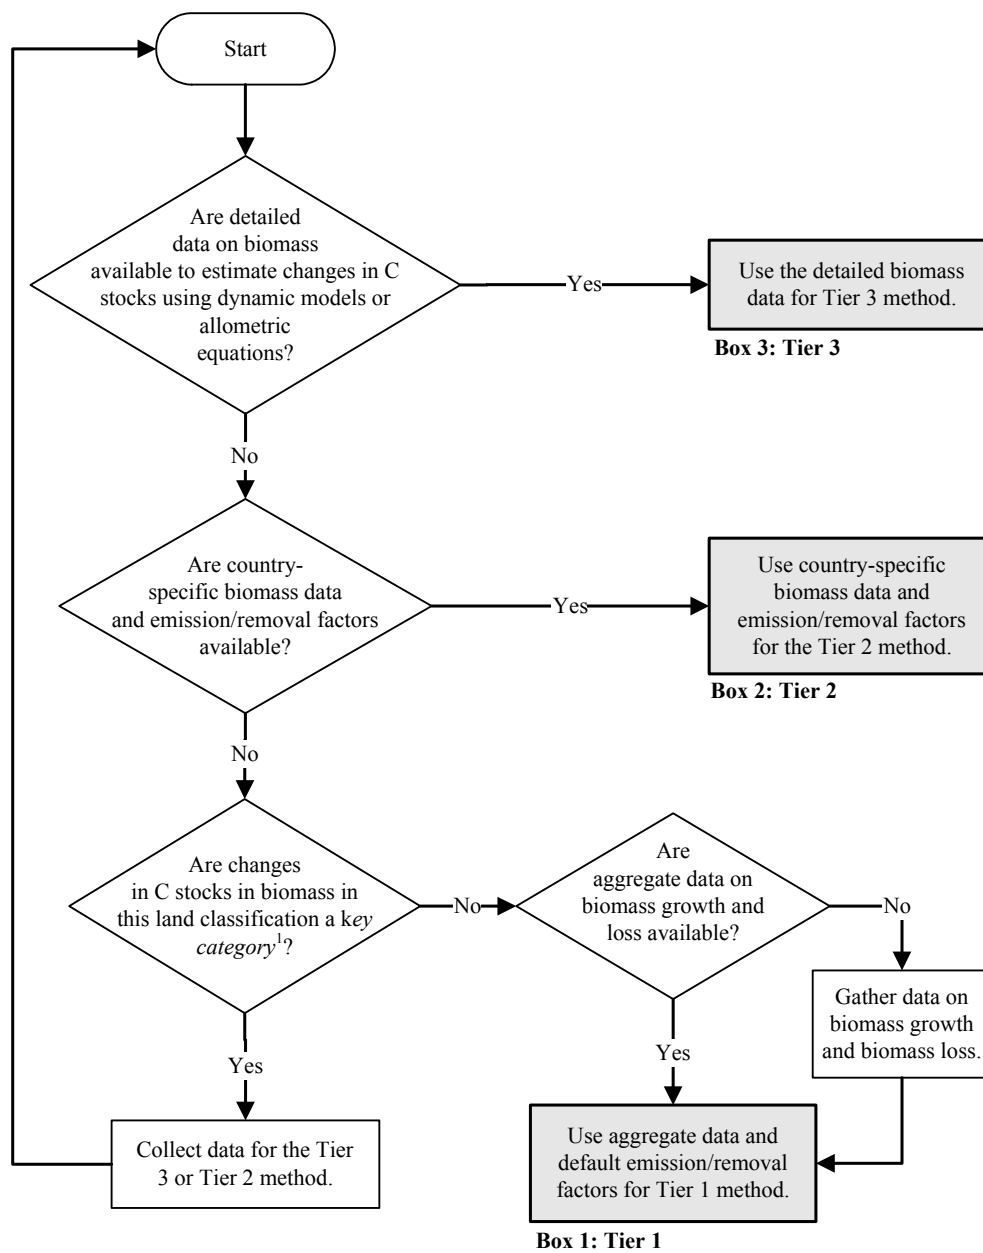 Start
Are detailed
data on biomass
available to estimate changes in C
stocks using dynamic models or
allometric
equations?
Yes
Use the detailed biomass
data for Tier 3 method.
Box 3: Tier 3
No
Are country-
specific biomass data
and emission/removal factors
available?
Yes
Use country-specific
biomass data and
emission/removal factors
for the Tier 2 method.
Box 2: Tier 2
No
Are changes
in C stocks in biomass in
this land classification a key
category¹?
No
Are
aggregate data on
biomass growth and
loss available?
No
Gather data on
biomass growth
and biomass loss.
Yes
Yes
Collect data for the Tier
3 or Tier 2 method.
Use aggregate data and
default emission/removal
factors for Tier 1 method.
Box 1: Tier 1